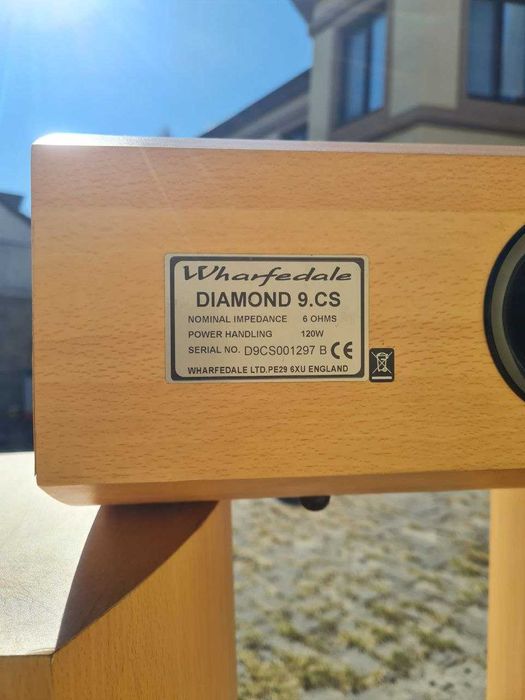 Wharfedale
DIAMOND 9.CS
NOMINAL IMPEDANCE 6 OHMS
POWER HANDLING 120W
SERIAL NO. D9CS001297 B CE
WHARFEDALE LTD.PE29 6XU ENGLAND